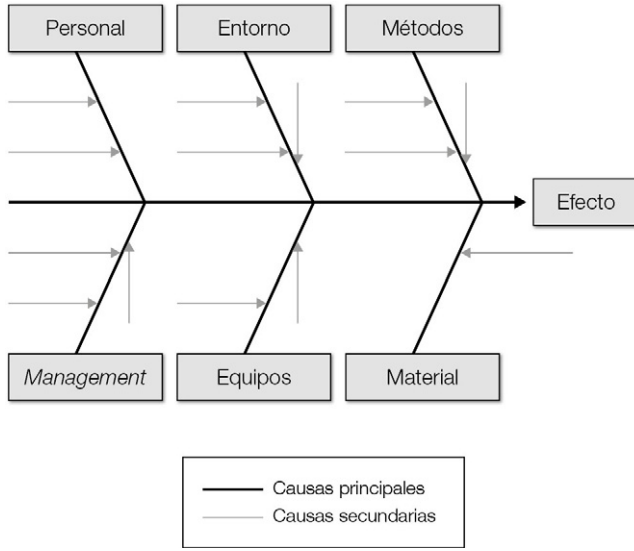 Personal
Entorno
Métodos
Efecto
Management
Equipos
Material
Causas principales
Causas secundarias